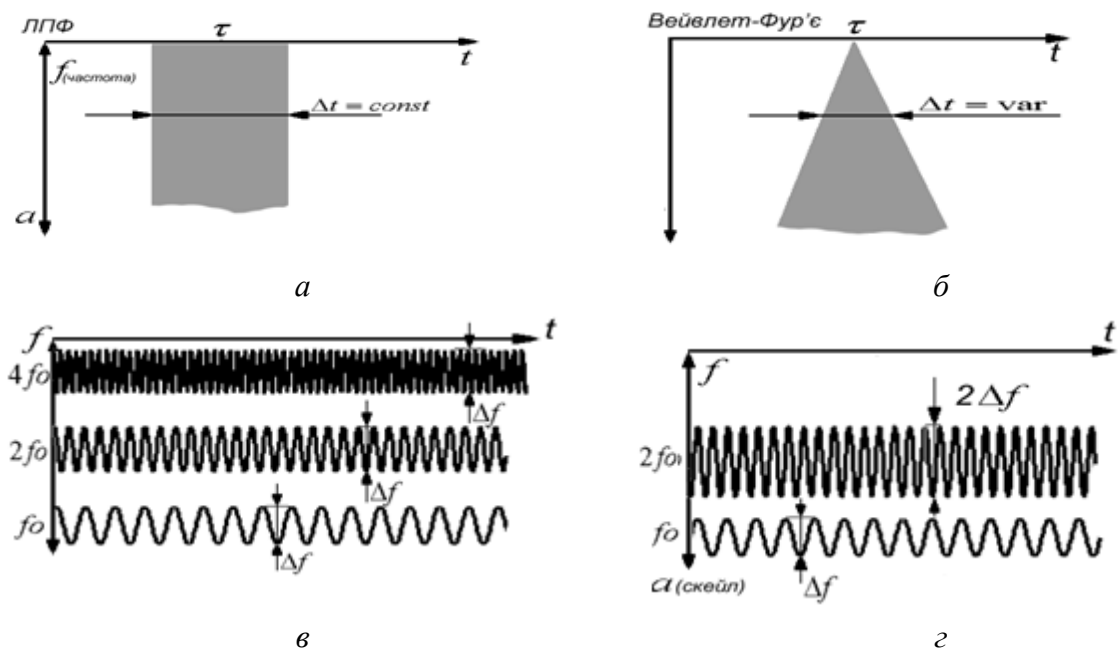 ЛПФ
τ
t
f(частота)
Δt = const
a
а
Вейвлет-Фур'є
τ
t
Δt = var
б
f
t
4fo
Δf
2fo
Δf
fo
Δf
в
t
f
2Δf
2fo
fo
Δf
a (скейл)
г